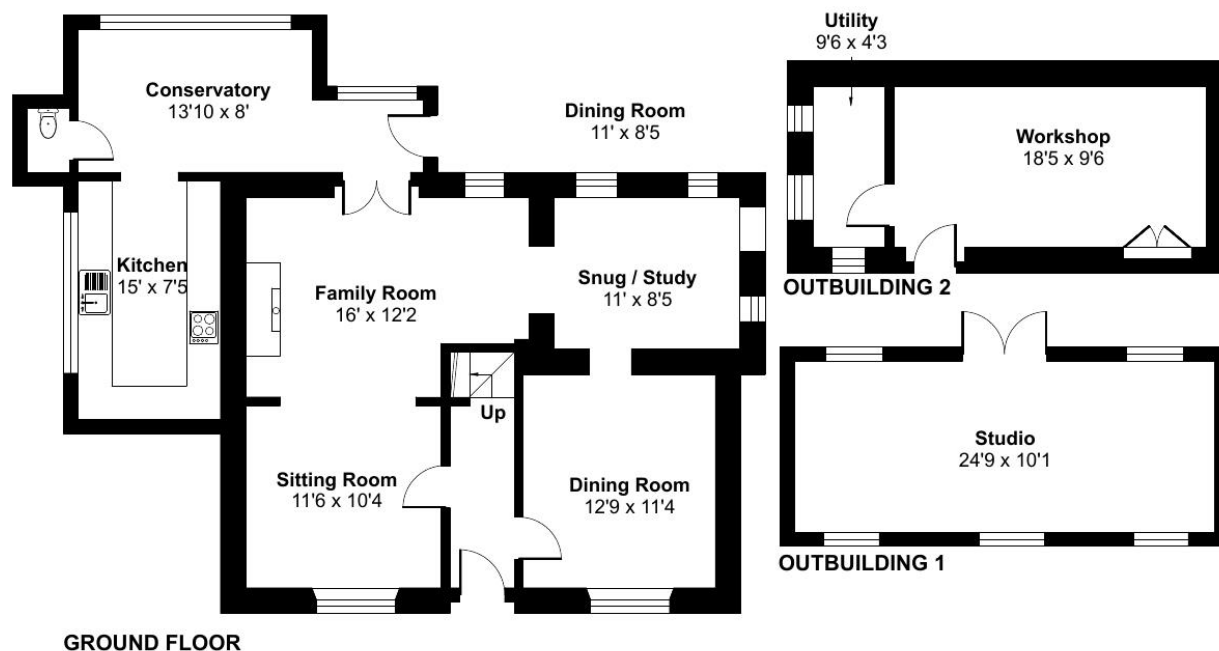 Utility
9'6 x 4'3
Conservatory
13'10 x 8'
Dining Room
11' x 8'5
Workshop
18'5 x 9'6
Kitchen
15' x 7'5
Family Room
16' x 12'2
Snug / Study
11' x 8'5
OUTBUILDING 2
Up
Studio
24'9 x 10'1
Sitting Room
11'6 x 10'4
Dining Room
12'9 x 11'4
OUTBUILDING 1
GROUND FLOOR